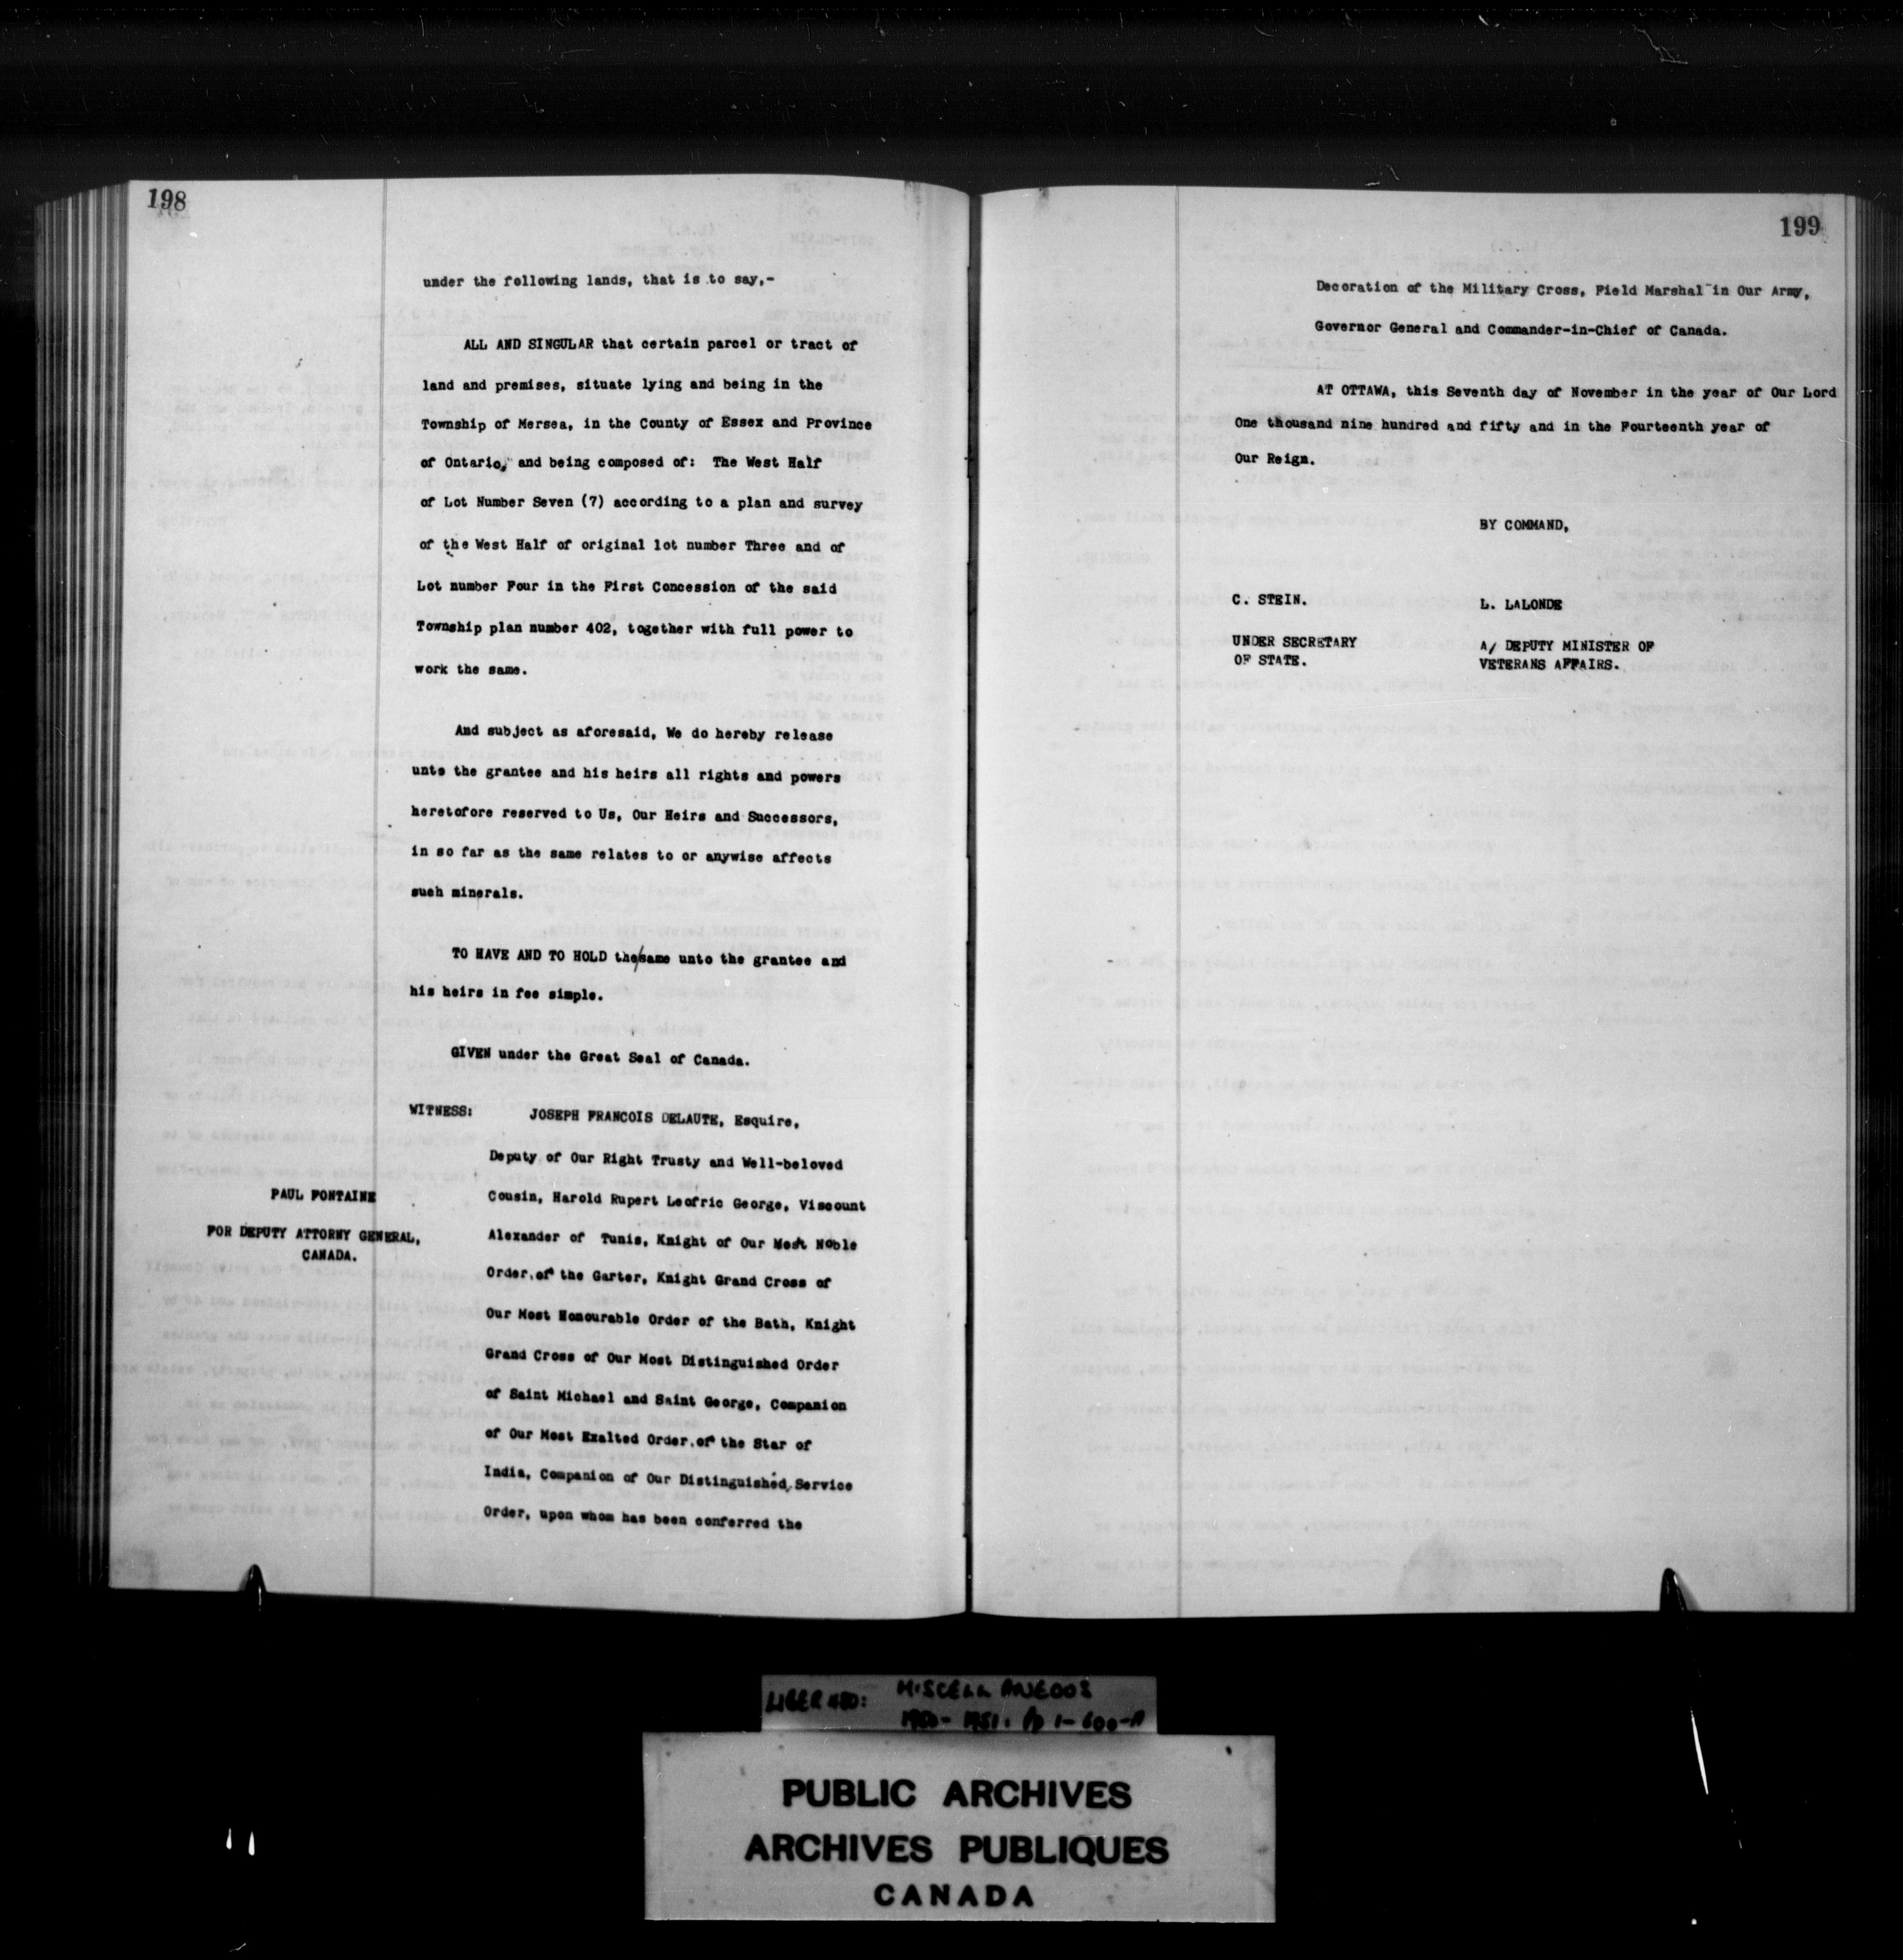 198
under the following lands, that is to say,-
ALL AND SINGULAR that certain parcel or tract of
land and premises, situate lying and being in the
Township of Mersea, in the County of Essex and Province
of Ontario, and being composed of: The West Half
of Lot Number Seven (7) according to a plan and survey
of the West Half of original lot number Three and of
Lot number Four in the First Concession of the said
Township plan number 402, together with full power to
work the same.
And subject as aforesaid, We do hereby release
unto the grantee and his heirs all rights and powers
heretofore reserved to Us, Our Heirs and Successors,
in so far as the same relates to or anywise affects
such minerals.
TO HAVE AND TO HOLD the/same unto the grantee and
his heirs in fee simple.
GIVEN under the Great Seal of Canada.
WITNESS: JOSEPH FRANCOIS DELAUTE, Esquire,
Deputy of Our Right Trusty and Well-beloved
Cousin, Harold Rupert Leofric George, Viscount
Alexander of Tunis, Knight of Our Most Noble
Order of the Garter, Knight Grand Cross of
Our Most Honourable Order of the Bath, Knight
Grand Cross of Our Most Distinguished Order
of Saint Michael and Saint George, Companion
of Our Most Exalted Order of the Star of
India, Companion of Our Distinguished Service
Order, upon whom has been conferred the
PAUL FONTAINE
FOR DEPUTY ATTORNY GENERAL,
CANADA.
199
Decoration of the Military Cross, Field Marshal in Our Army,
Governor General and Commander-in-Chief of Canada.
AT OTTAWA, this Seventh day of November in the year of Our Lord
One thousand nine hundred and fifty and in the Fourteenth year of
Our Reign.
BY COMMAND,
C. STEIN.
UNDER SECRETARY
OF STATE.
L. LALONDE
A/ DEPUTY MINISTER OF
VETERANS AFFAIRS.
LIBER 480: MISCELLANEOUS
1950-1951: Pp 1-600-A
PUBLIC ARCHIVES
ARCHIVES PUBLIQUES
CANADA